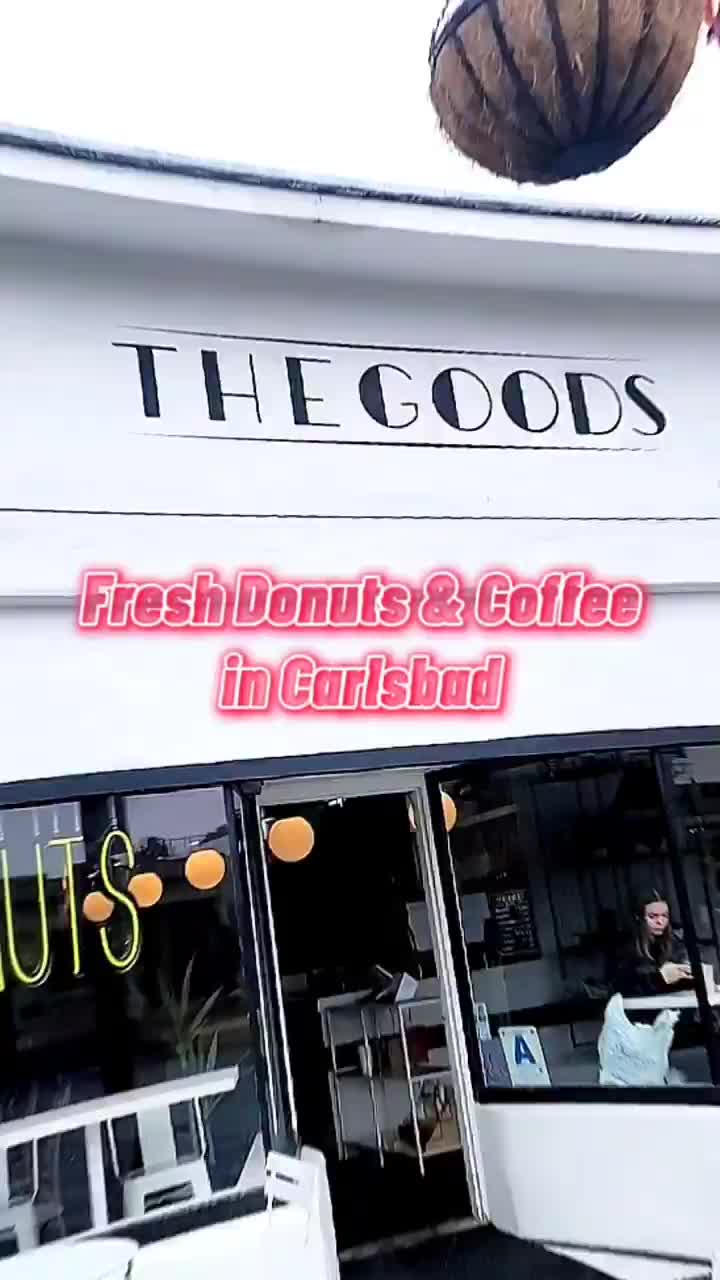 THE GOODS
Fresh Donuts & Coffee
in Carlsbad
UTS
A